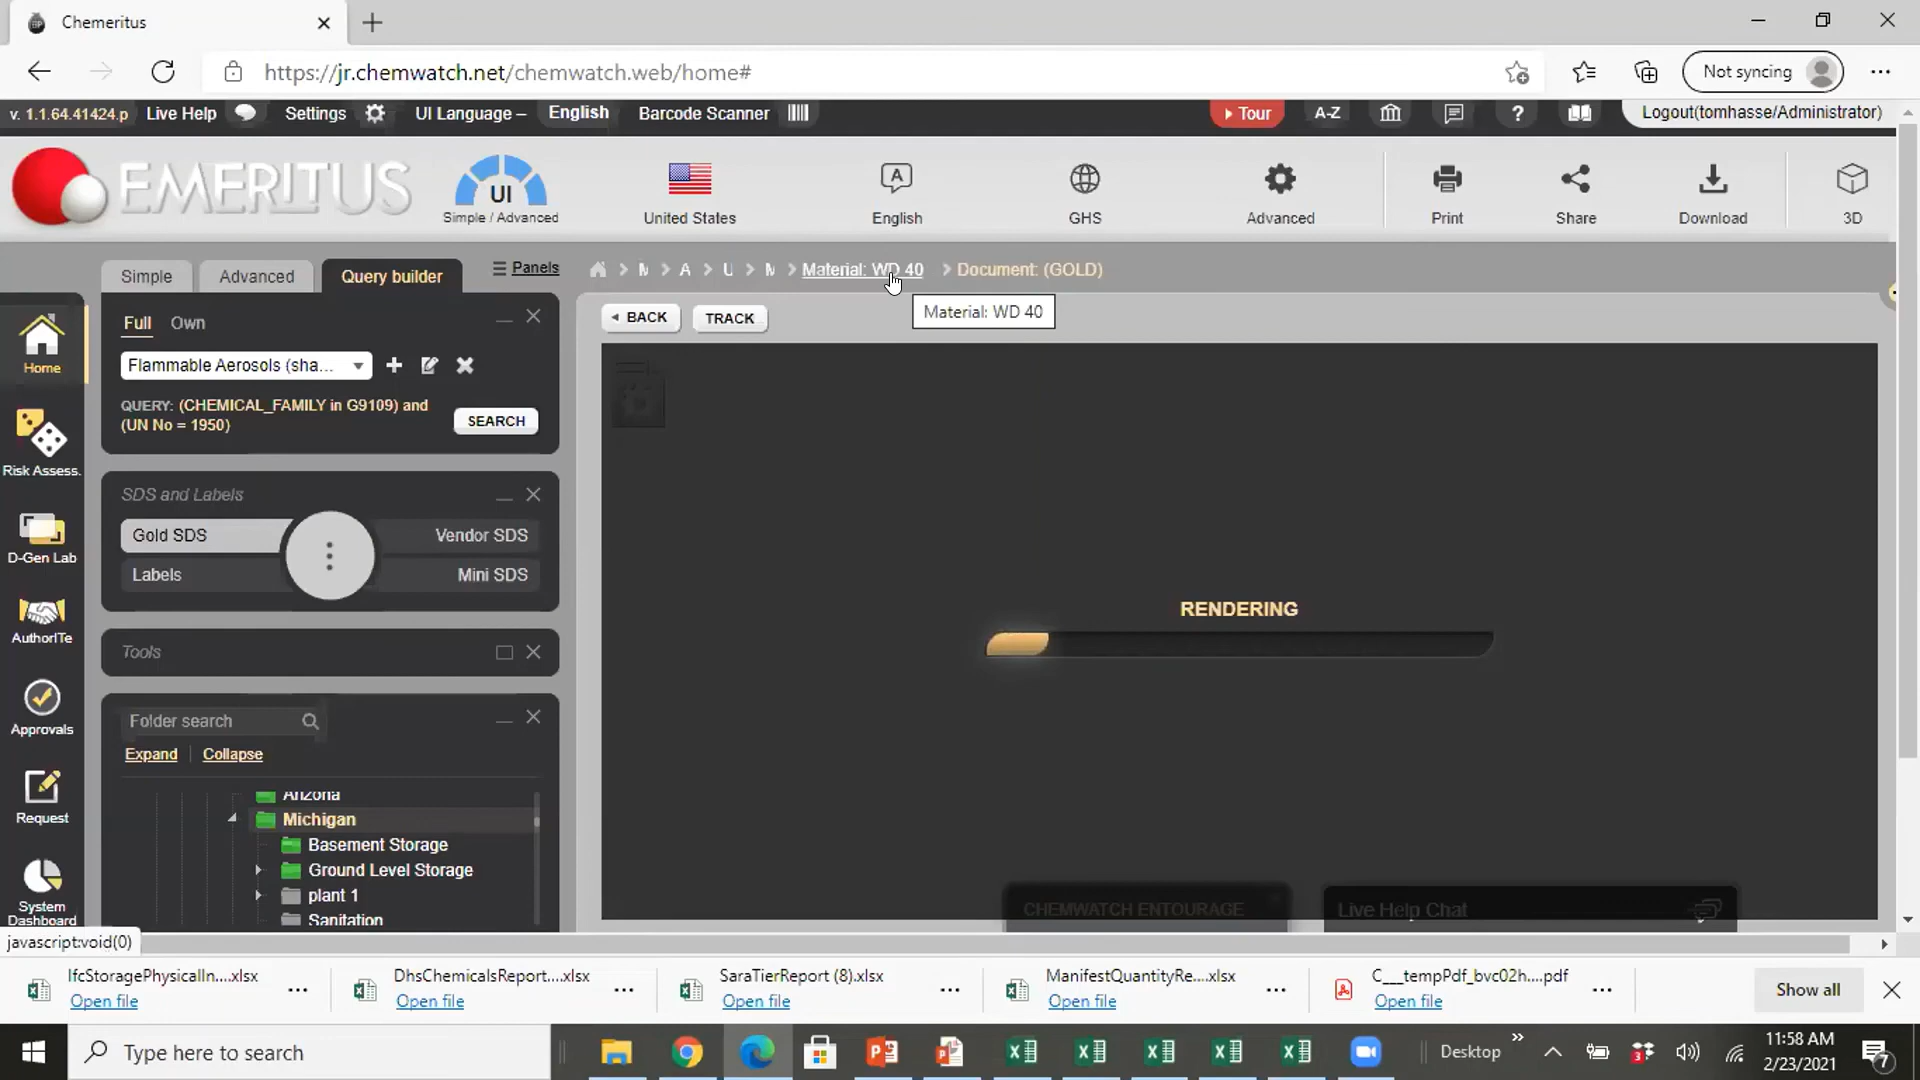 Chemeritus
https://jr.chemwatch.net/chemwatch.web/home#
Not syncing
v. 1.1.64.41424.p Live Help Settings UI Language – English Barcode Scanner
Tour A-Z ? Logout(tomhasse/Administrator)
EMERITUS
UI
Simple / Advanced
United States
A
English
GHS
Advanced
Print
Share
Download
3D
Simple Advanced Query builder Panels
> M > A > U > M > Material: WD 40 > Document: (GOLD)
Material: WD 40
BACK TRACK
Full Own
Flammable Aerosols (sha...
QUERY: (CHEMICAL_FAMILY in G9109) and
(UN No = 1950)
SEARCH
SDS and Labels
Gold SDS Vendor SDS
Labels Mini SDS
Tools
Folder search
Expand Collapse
Arizona
Michigan
Basement Storage
Ground Level Storage
plant 1
Sanitation
Home
Risk Assess.
D-Gen Lab
AuthorITe
Approvals
Request
System
Dashboard
RENDERING
CHEMWATCH ENTOURAGE
Live Help Chat
javascript:void(0)
IfcStoragePhysicalIn....xlsx
Open file
DhsChemicalsReport....xlsx
Open file
SaraTierReport (8).xlsx
Open file
ManifestQuantityRe....xlsx
Open file
C___tempPdf_bvc02h....pdf
Open file
Show all
Type here to search
Desktop
3
11:58 AM
2/23/2021
7